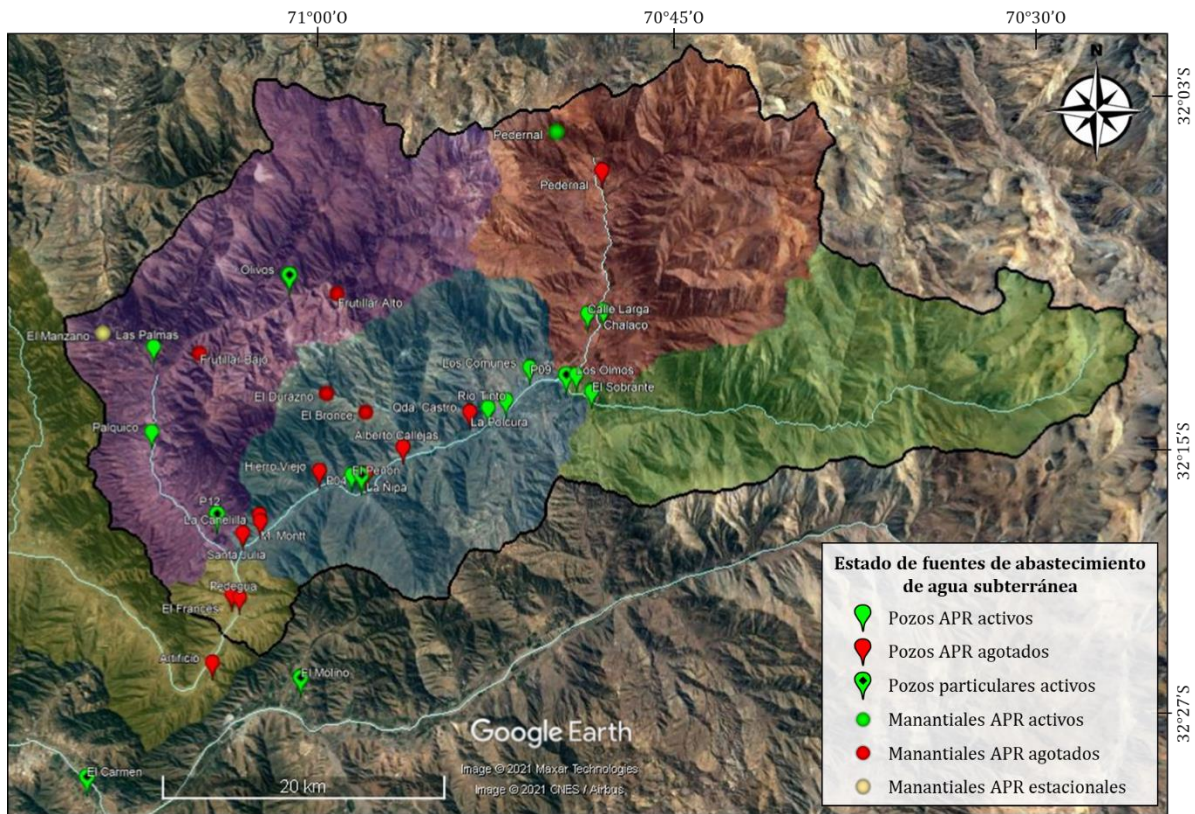 71°00'O
70°45'O
70°30'O
N
32°03'S
Pedernal
Pedernal
Olivos
Frutillar Alto
El Manzano
Las Palmas
Calle Larga
Chalaco
Frutillar Bajo
Los Comunes
P09
Los Olmos
El Sobrante
El Durazno
Rio Tinto
Qda. Castro
El Bronce
La Polcura
Palquico
Alberto Callejas
32°15'S
Hierro Viejo
El Peñon
P04
La Ñipa
P12
La Canelilla
M. Montt
Santa Julia
Pedegua
El Francés
Artificio
El Molino
El Carmen
32°27'S
Estado de fuentes de abastecimiento
de agua subterránea
Pozos APR activos
Pozos APR agotados
Pozos particulares activos
Manantiales APR activos
Manantiales APR agotados
Manantiales APR estacionales
Google Earth
Image © 2021 Maxar Technologies
Image © 2021 CNES / Airbus
20 km